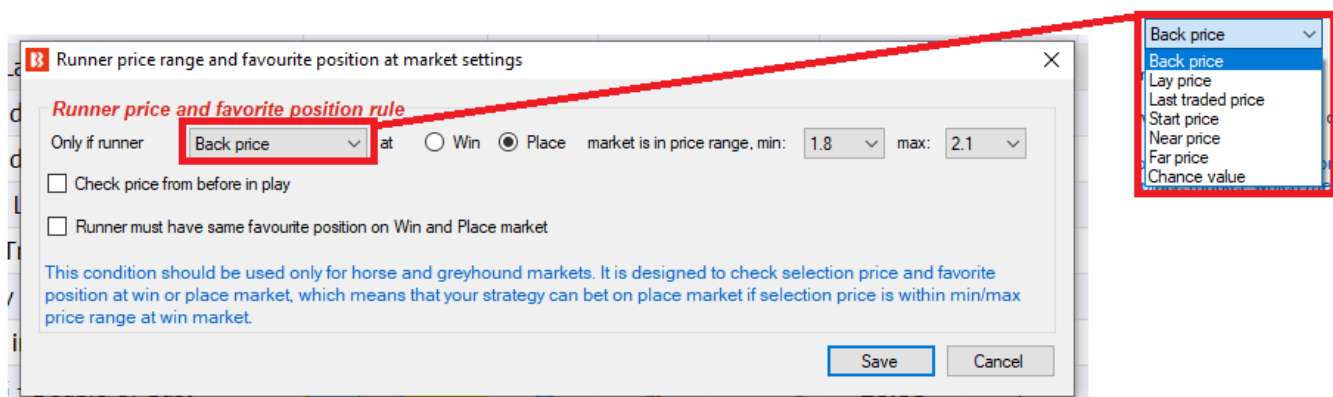 Runner price range and favourite position at market settings
Runner price and favorite position rule
Only if runner Back price at Win Place market is in price range, min: 1.8 max: 2.1
Check price from before in play
Runner must have same favourite position on Win and Place market
This condition should be used only for horse and greyhound markets. It is designed to check selection price and favorite
position at win or place market, which means that your strategy can bet on place market if selection price is within min/max
price range at win market.
Save Cancel
Back price
Back price
Lay price
Last traded price
Start price
Near price
Far price
Chance value